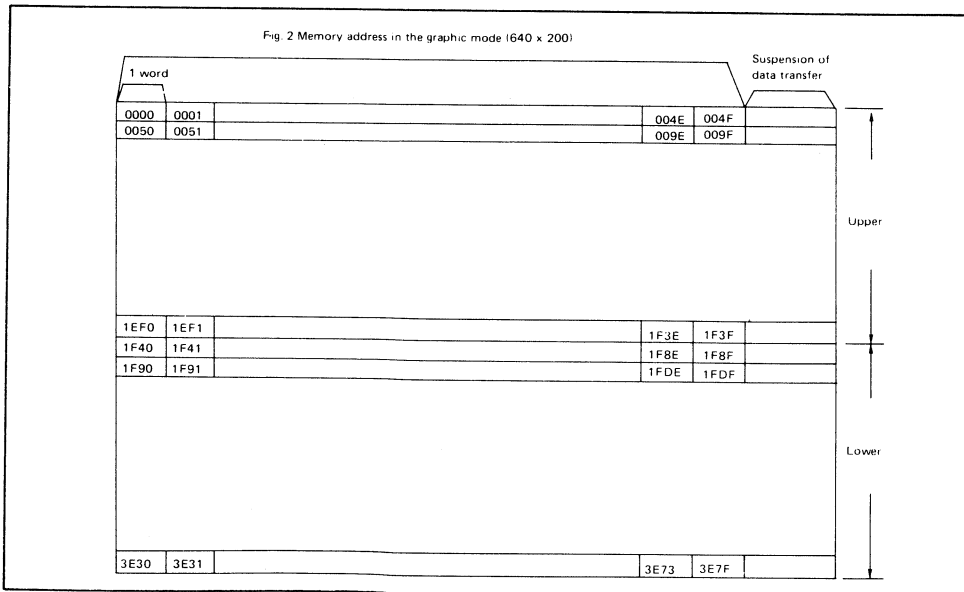 Fig. 2 Memory address in the graphic mode (640 x 200)
Suspension of
data transfer
1 word
0000 0001 004E 004F
0050 0051 009E 009F
Upper
1EF0 1EF1 1F3E 1F3F
1F40 1F41 1F8E 1F8F
1F90 1F91 1FDE 1FDF
Lower
3E30 3E31 3E73 3E7F